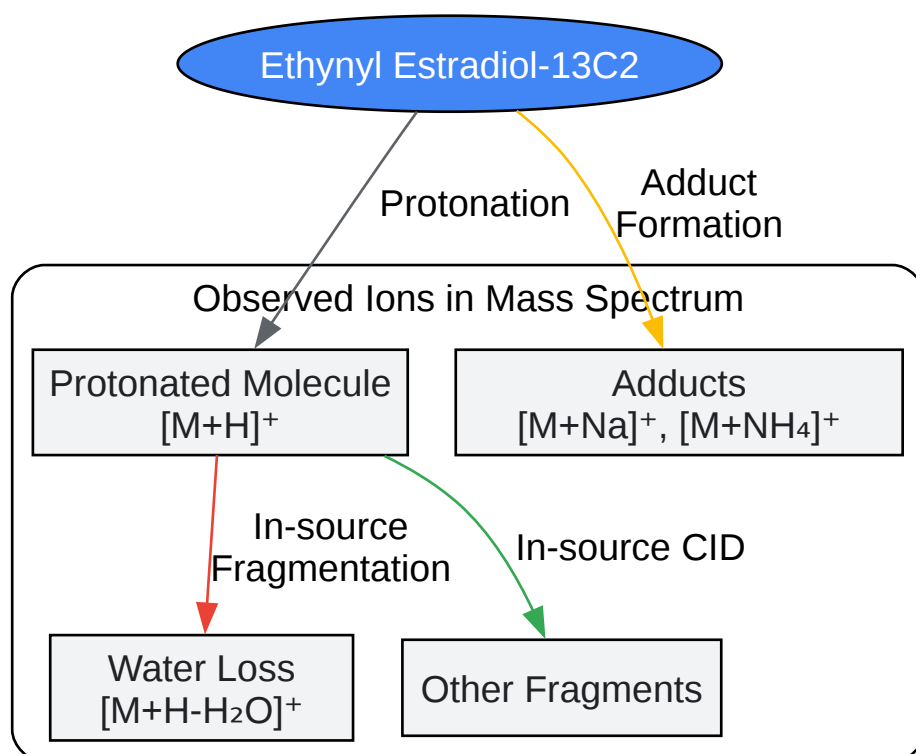 Ethynyl Estradiol-13C2
Protonation
Adduct
Formation
Observed Ions in Mass Spectrum
Protonated Molecule
[M+H]⁺
Adducts
[M+Na]⁺, [M+NH₄]⁺
In-source
Fragmentation
In-source CID
Water Loss
[M+H-H₂O]⁺
Other Fragments